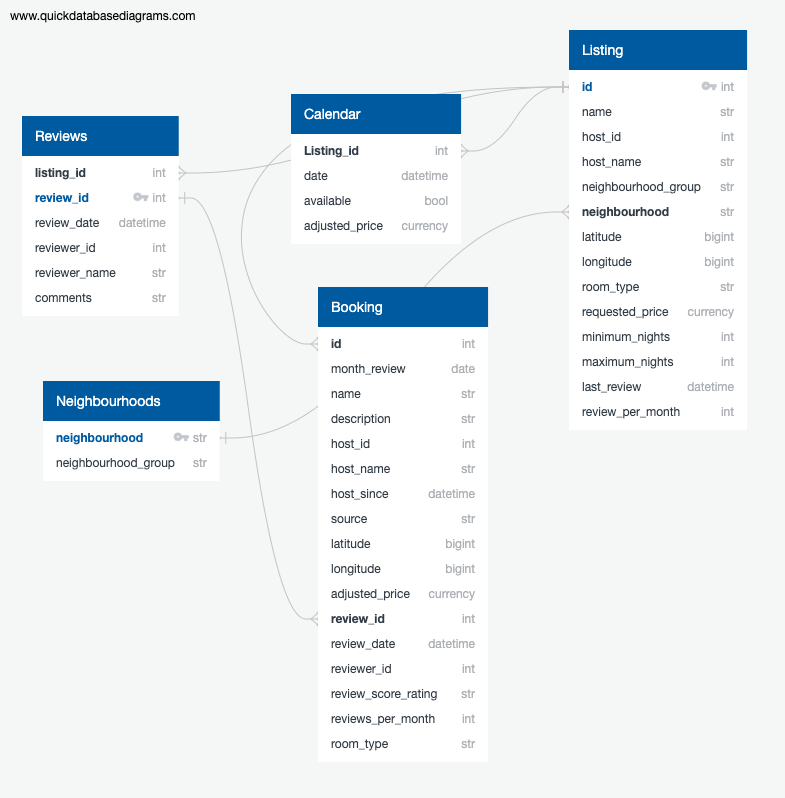 www.quickdatabasediagrams.com
Reviews
listing_id int
review_id int
review_date datetime
reviewer_id int
reviewer_name str
comments str
Calendar
Listing_id int
date datetime
available bool
adjusted_price currency
Listing
id int
name str
host_id int
host_name str
neighbourhood_group str
neighbourhood str
latitude bigint
longitude bigint
room_type str
requested_price currency
minimum_nights int
maximum_nights int
last_review datetime
review_per_month int
Neighbourhoods
neighbourhood str
neighbourhood_group str
Booking
id int
month_review date
name str
description str
host_id int
host_name str
host_since datetime
source str
latitude bigint
longitude bigint
adjusted_price currency
review_id int
review_date datetime
reviewer_id int
review_score_rating str
reviews_per_month int
room_type str